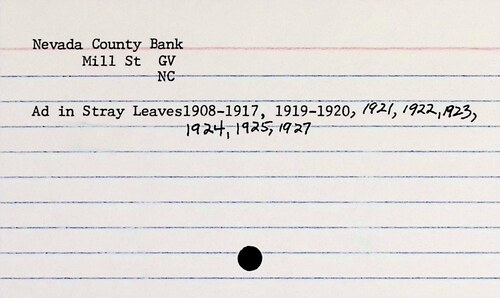 Nevada County Bank
Mill St GV
NC
Ad in Stray Leaves1908-1917, 1919-1920, 1921, 1922, 1923,
1924, 1925, 1927